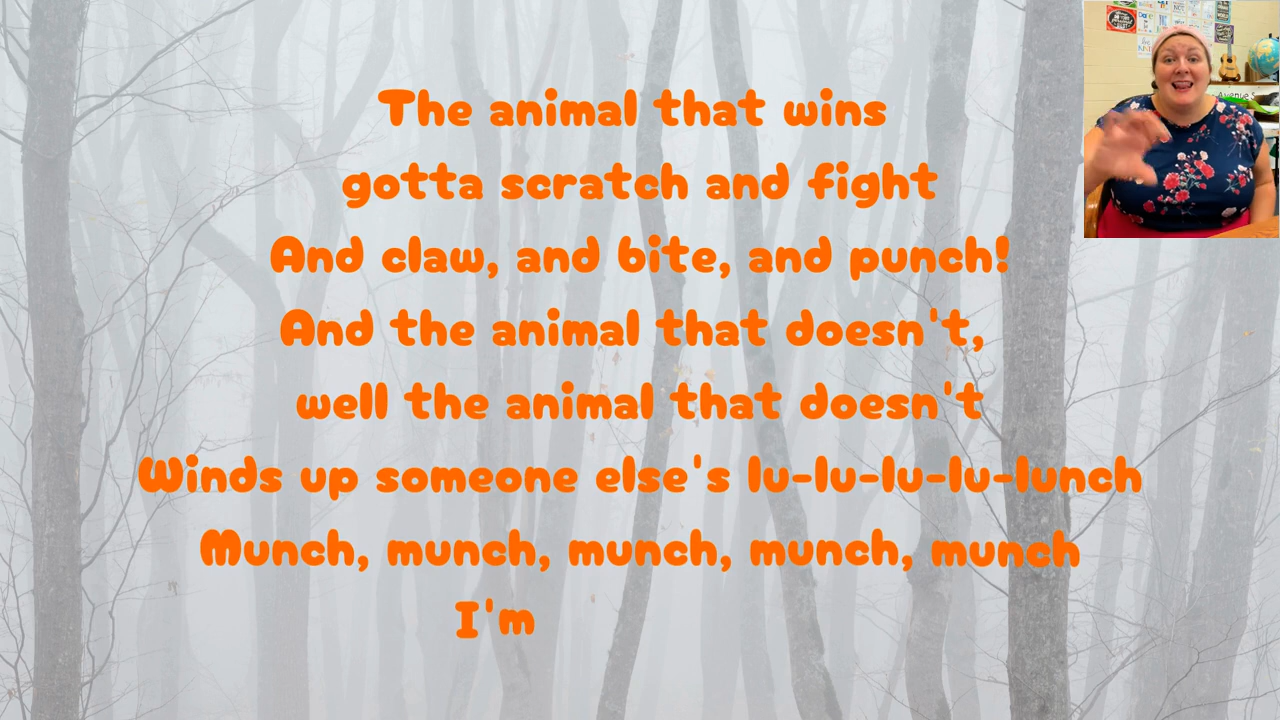 The animal that wins
gotta scratch and fight
And claw, and bite, and punch!
And the animal that doesn't,
well the animal that doesn't
Winds up someone else's lu-lu-lu-lu-lunch
Munch, munch, munch, munch, munch
I'm